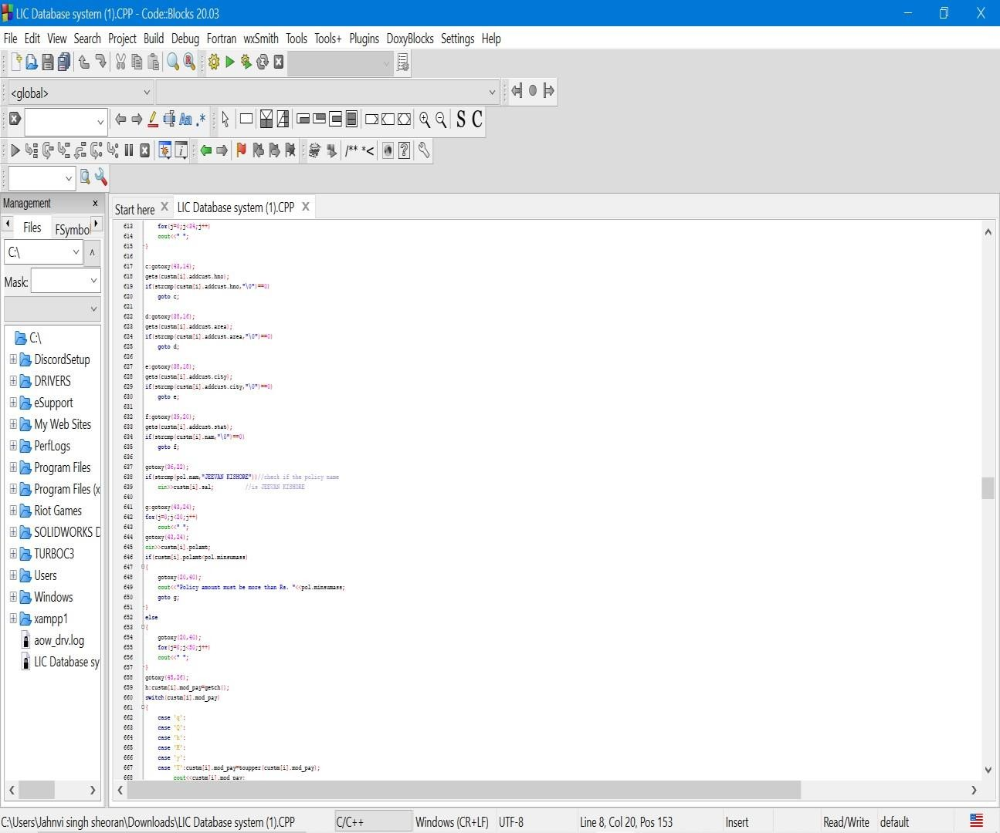 LIC Database system (1).CPP - Code::Blocks 20.03
File Edit View Search Project Build Debug Fortran wxSmith Tools Tools+ Plugins DoxyBlocks Settings Help
<global>
Aa .* S C
/** *<
Management x
Files FSymbol
C:\
Mask:
C:\
DiscordSetup
DRIVERS
eSupport
My Web Sites
PerfLogs
Program Files
Program Files (x
Riot Games
SOLIDWORKS D
TURBOC3
Users
Windows
xampp1
aow_drv.log
LIC Database sy
Start here X LIC Database system (1).CPP X
613 for(j=0;j<34;j++)
614 cout<<" ";
615 }
616
617 c:gotoxy(43,14);
618 gets(custm[i].addcust.hno);
619 if(strcmp(custm[i].addcust.hno,"\0")==0)
620 goto c;
621
622 d:gotoxy(38,16);
623 gets(custm[i].addcust.area);
624 if(strcmp(custm[i].addcust.area,"\0")==0)
625 goto d;
626
627 e:gotoxy(38,18);
628 gets(custm[i].addcust.city);
629 if(strcmp(custm[i].addcust.city,"\0")==0)
630 goto e;
631
632 f:gotoxy(39,20);
633 gets(custm[i].addcust.stat);
634 if(strcmp(custm[i].nam,"\0")==0)
635 goto f;
636
637 gotoxy(36,22);
638 if(strcmp(pol.nam,"JEEVAN KISHORE"))//check if the policy name
639 cin>>custm[i].sal; //is JEEVAN KISHORE
640
641 g:gotoxy(43,24);
642 for(j=0;j<20;j++)
643 cout<<" ";
644 gotoxy(43,24);
645 cin>>custm[i].polamt;
646 if(custm[i].polamt<pol.minsumass)
647 {
648 gotoxy(20,40);
649 cout<<"Policy amount must be more than Rs. "<<pol.minsumass;
650 goto g;
651 }
652 else
653 {
654 gotoxy(20,40);
655 for(j=0;j<50;j++)
656 cout<<" ";
657 }
658 gotoxy(45,26);
659 h:custm[i].mod_pay=getch();
660 switch(custm[i].mod_pay)
661 {
662 case 'q':
663 case 'Q':
664 case 'h':
665 case 'H':
666 case 'y':
667 case 'Y':custm[i].mod_pay=toupper(custm[i].mod_pay);
668 cout<<custm[i].mod_pay;
C:\Users\Jahnvi singh sheoran\Downloads\LIC Database system (1).CPP C/C++ Windows (CR+LF) UTF-8 Line 8, Col 20, Pos 153 Insert Read/Write default